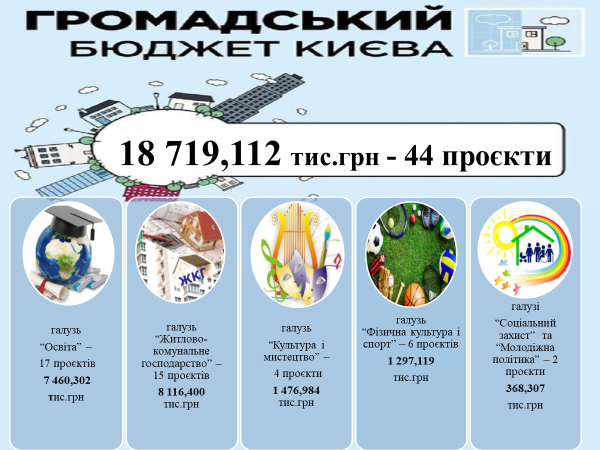 ГРОМАДСЬКИЙ
БЮДЖЕТ КИЄВА
18 719,112 тис.грн - 44 проєкти
галузь
“Освіта” –
17 проєктів
7 460,302
тис.грн
ЖКГ
галузь
“Житлово-
комунальне
господарство” –
15 проєктів
8 116,400
тис.грн
галузь
“Культура і
мистецтво” –
4 проєкти
1 476,984
тис.грн
галузь
“Фізична культура і
спорт” – 6 проєктів
1 297,119
тис.грн
галузі
“Соціальний
захист” та
“Молодіжна
політика” – 2
проєкти
368,307
тис.грн